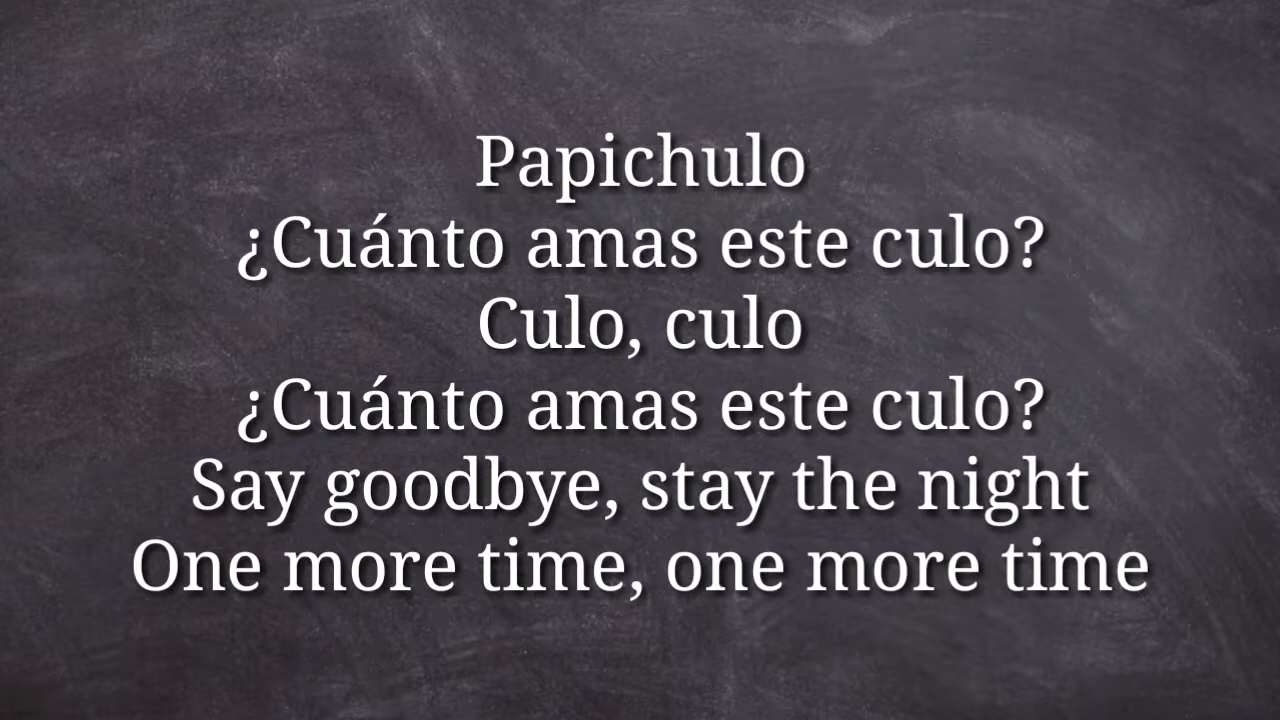 Papichulo
¿Cuánto amas este culo?
Culo, culo
¿Cuánto amas este culo?
Say goodbye, stay the night
One more time, one more time